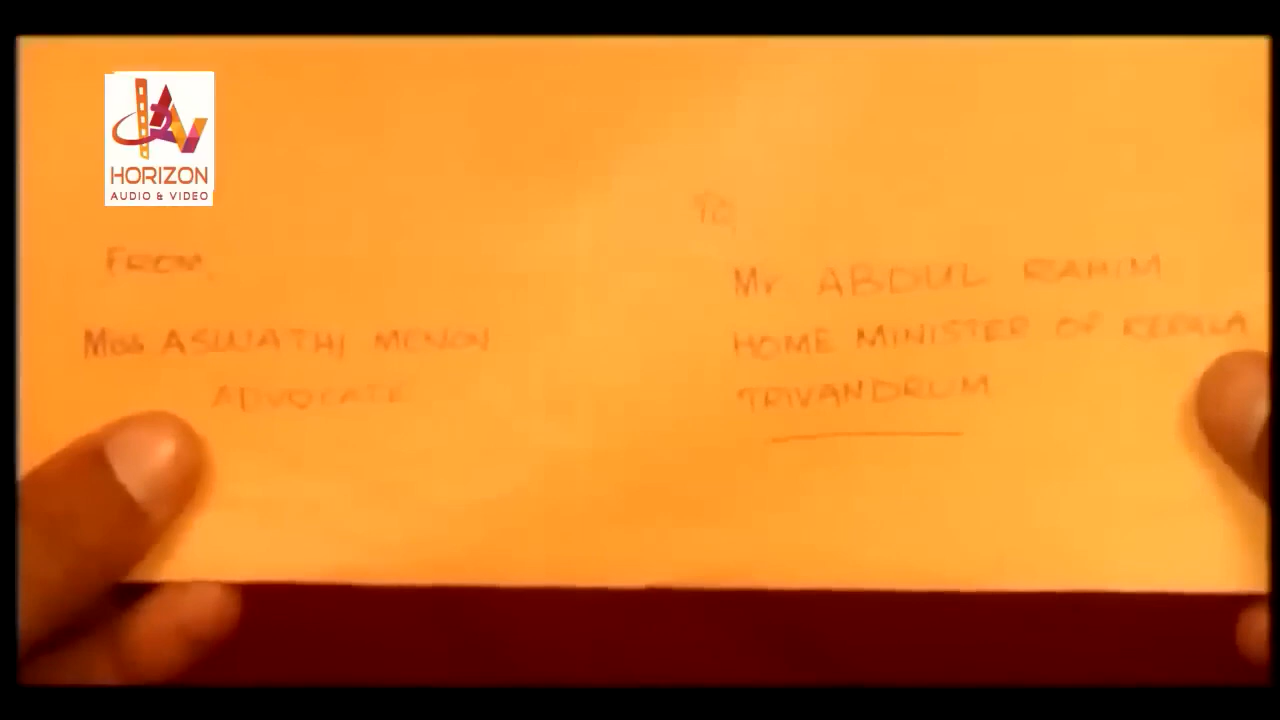 HORIZON
AUDIO & VIDEO
FROM,
Miss ASWATHI MENON
ADVOCATE
TO
Mr ABDUL RAHIM
HOME MINISTER OF KERALA
TRIVANDRUM